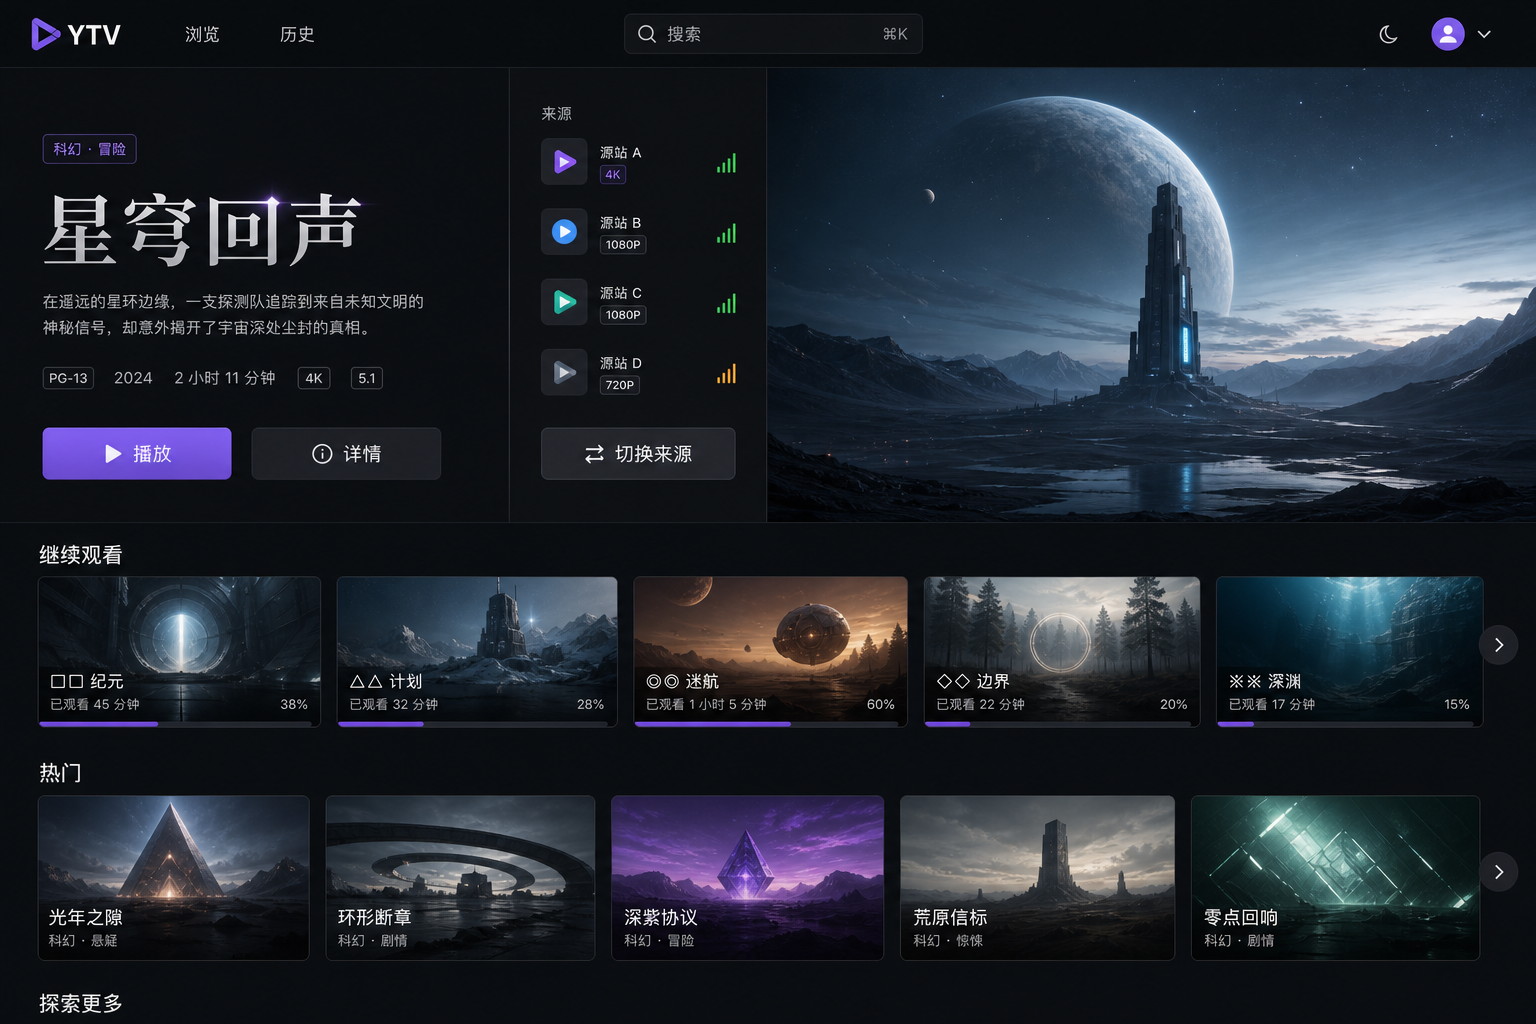 YTV
浏览
历史
搜索
⌘K
科幻 · 冒险
星穹回声
在遥远的星环边缘，一支探测队追踪到来自未知文明的
神秘信号，却意外揭开了宇宙深处尘封的真相。
PG-13 2024 2 小时 11 分钟 4K 5.1
播放
详情
来源
源站 A
4K
源站 B
1080P
源站 C
1080P
源站 D
720P
切换来源
继续观看
□□ 纪元
已观看 45 分钟 38%
△△ 计划
已观看 32 分钟 28%
◎◎ 迷航
已观看 1 小时 5 分钟 60%
◇◇ 边界
已观看 22 分钟 20%
※※ 深渊
已观看 17 分钟 15%
热门
光年之隙
科幻 · 悬疑
环形断章
科幻 · 剧情
深紫协议
科幻 · 冒险
荒原信标
科幻 · 惊悚
零点回响
科幻 · 剧情
探索更多